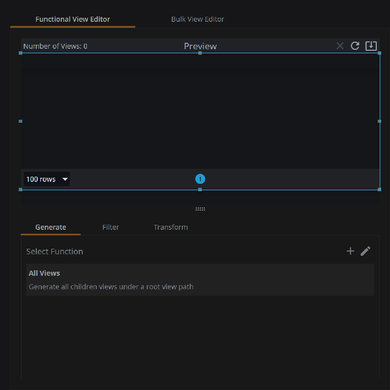 Functional View Editor
Bulk View Editor
Number of Views: 0
Preview
100 rows
Generate
Filter
Transform
Select Function
All Views
Generate all children views under a root view path